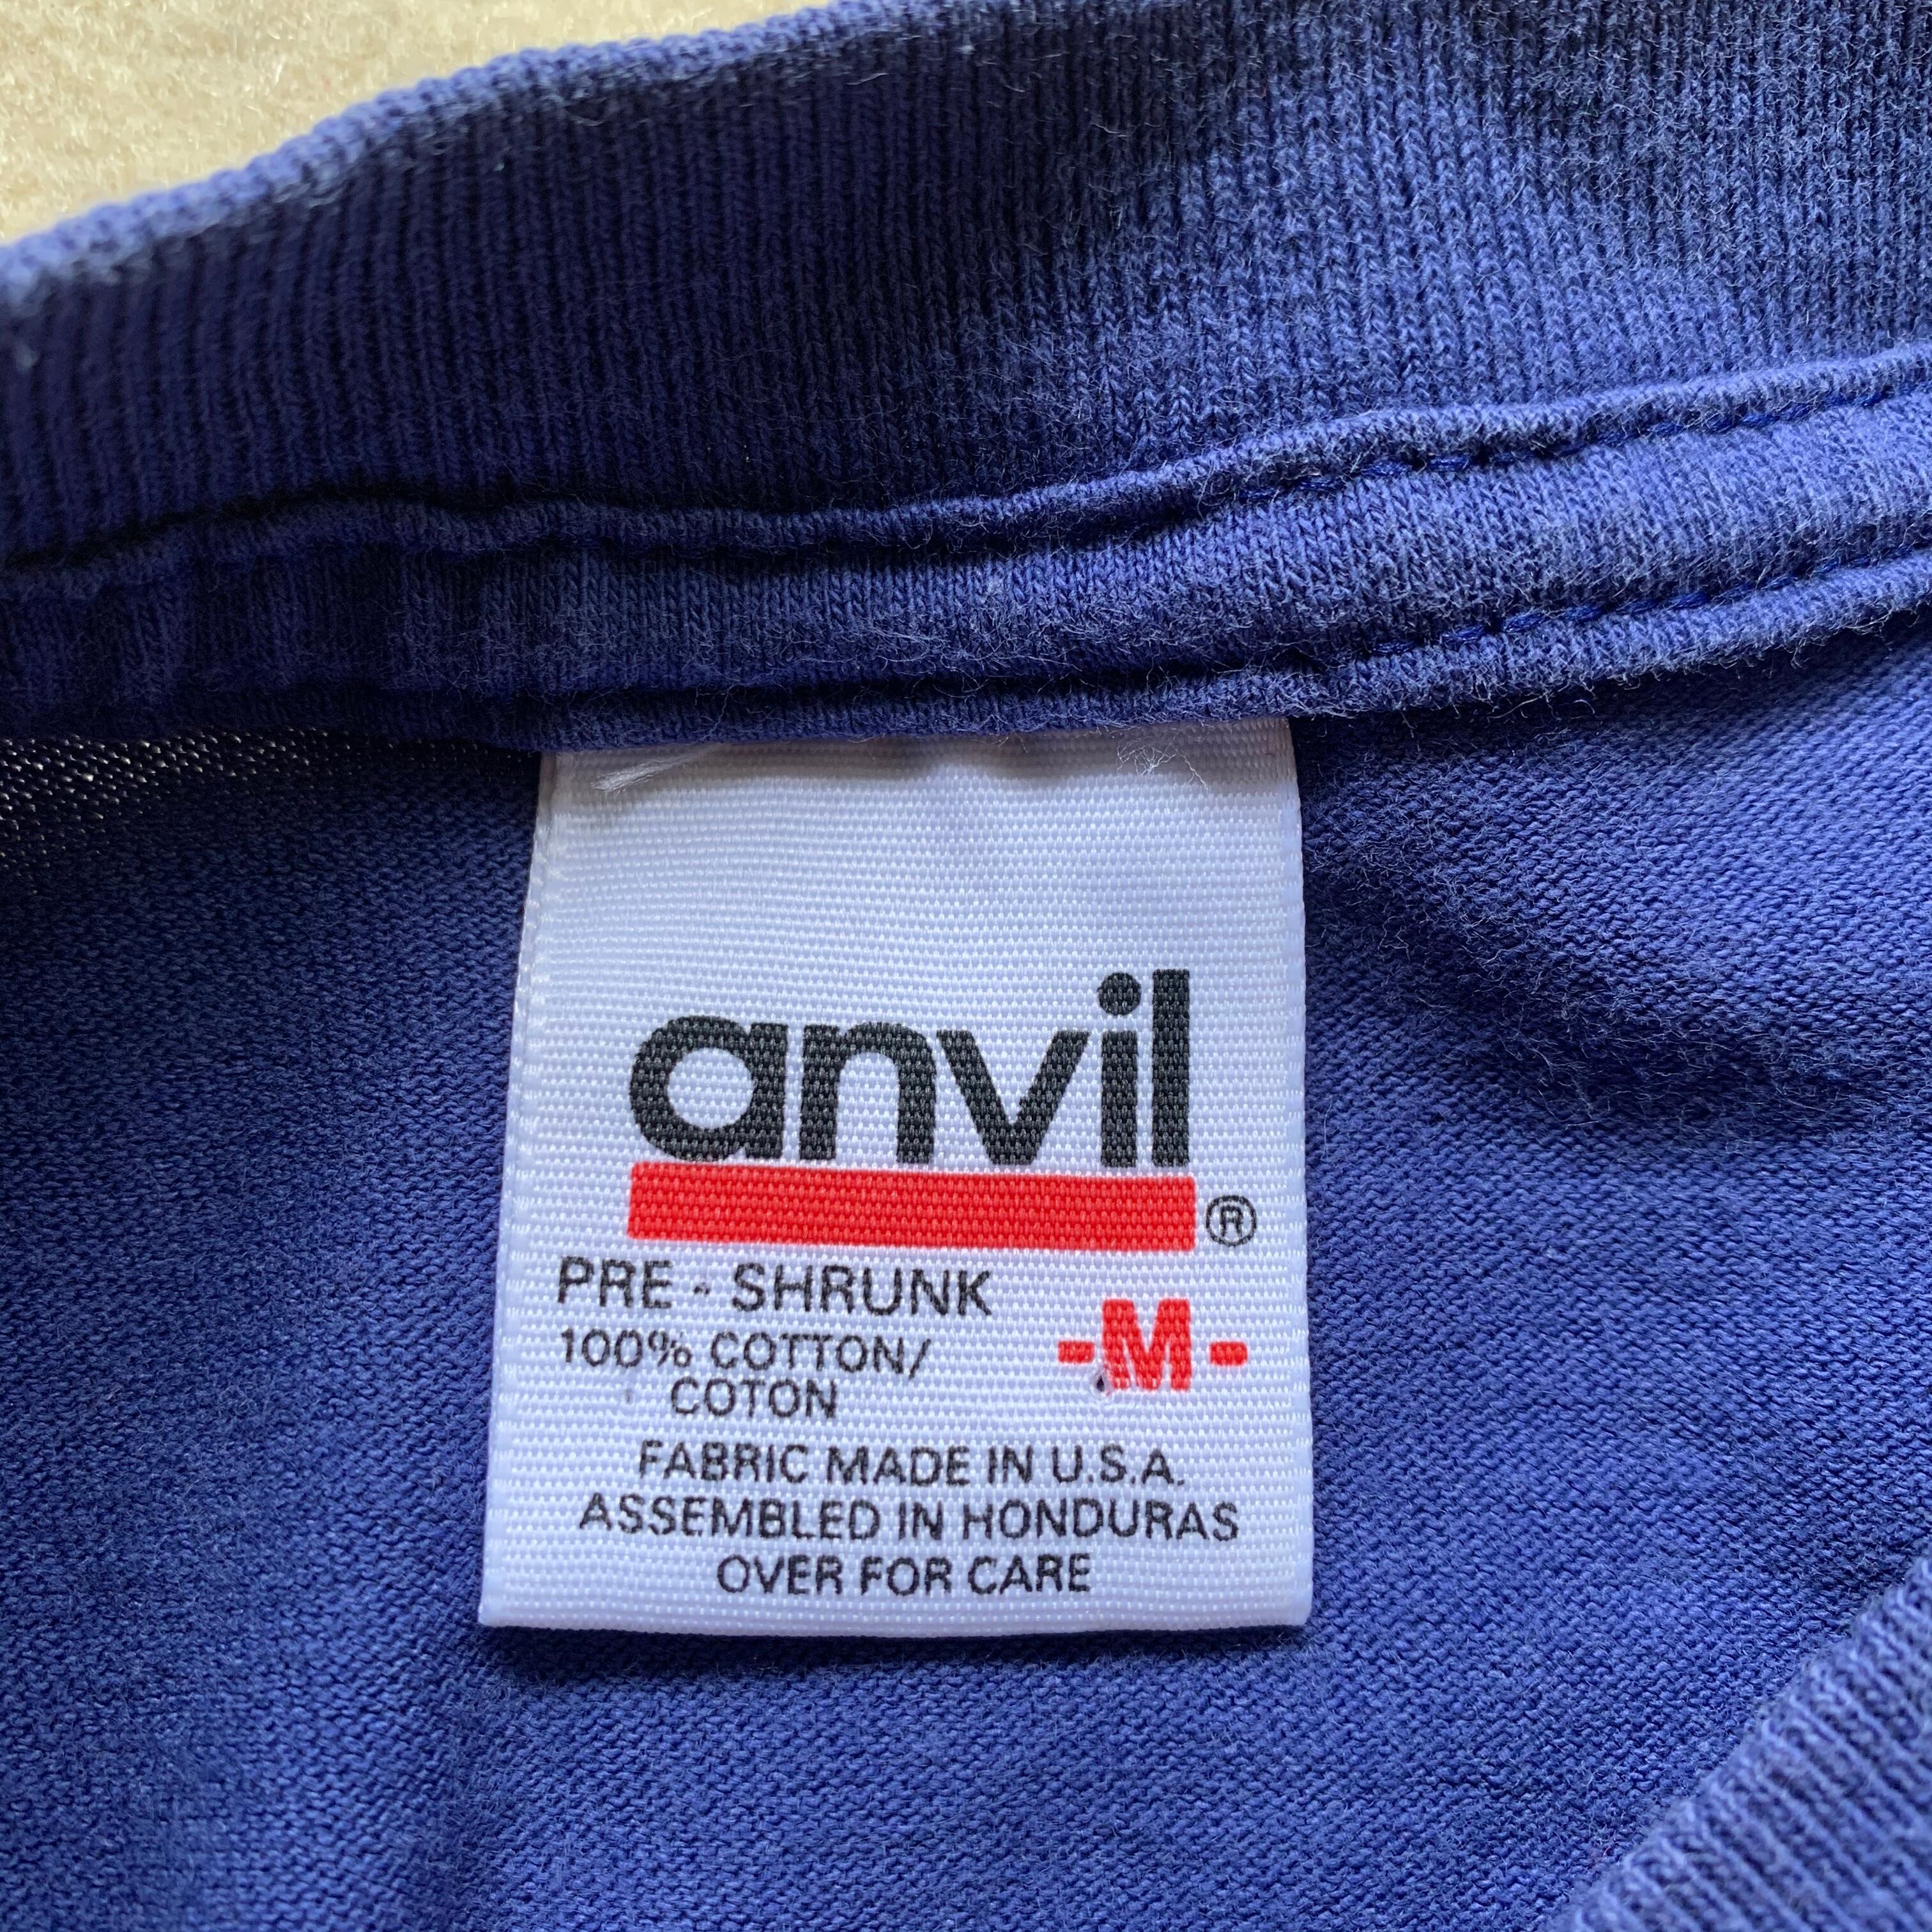 anvil
®
PRE - SHRUNK
-M-
100% COTTON/
COTON
FABRIC MADE IN U.S.A.
ASSEMBLED IN HONDURAS
OVER FOR CARE